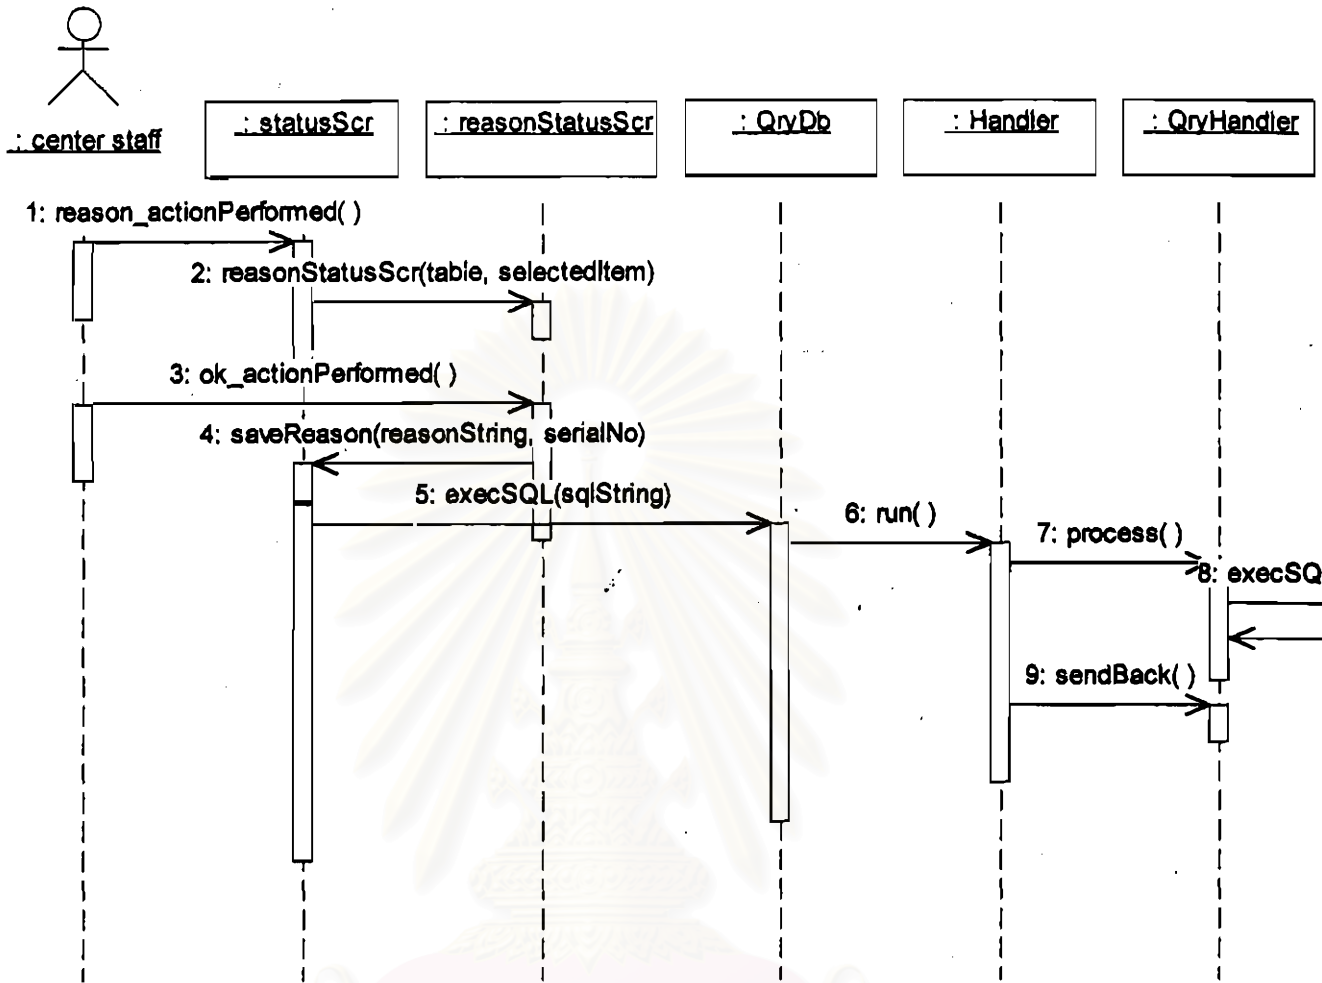 : center staff
: statusScr
: reasonStatusScr
: QryDb
: Handler
: QryHandler
1: reason_actionPerformed( )
2: reasonStatusScr(table, selectedItem)
3: ok_actionPerformed( )
4: saveReason(reasonString, serialNo)
5: execSQL(sqlString)
6: run( )
7: process( )
8: execSQ
9: sendBack( )